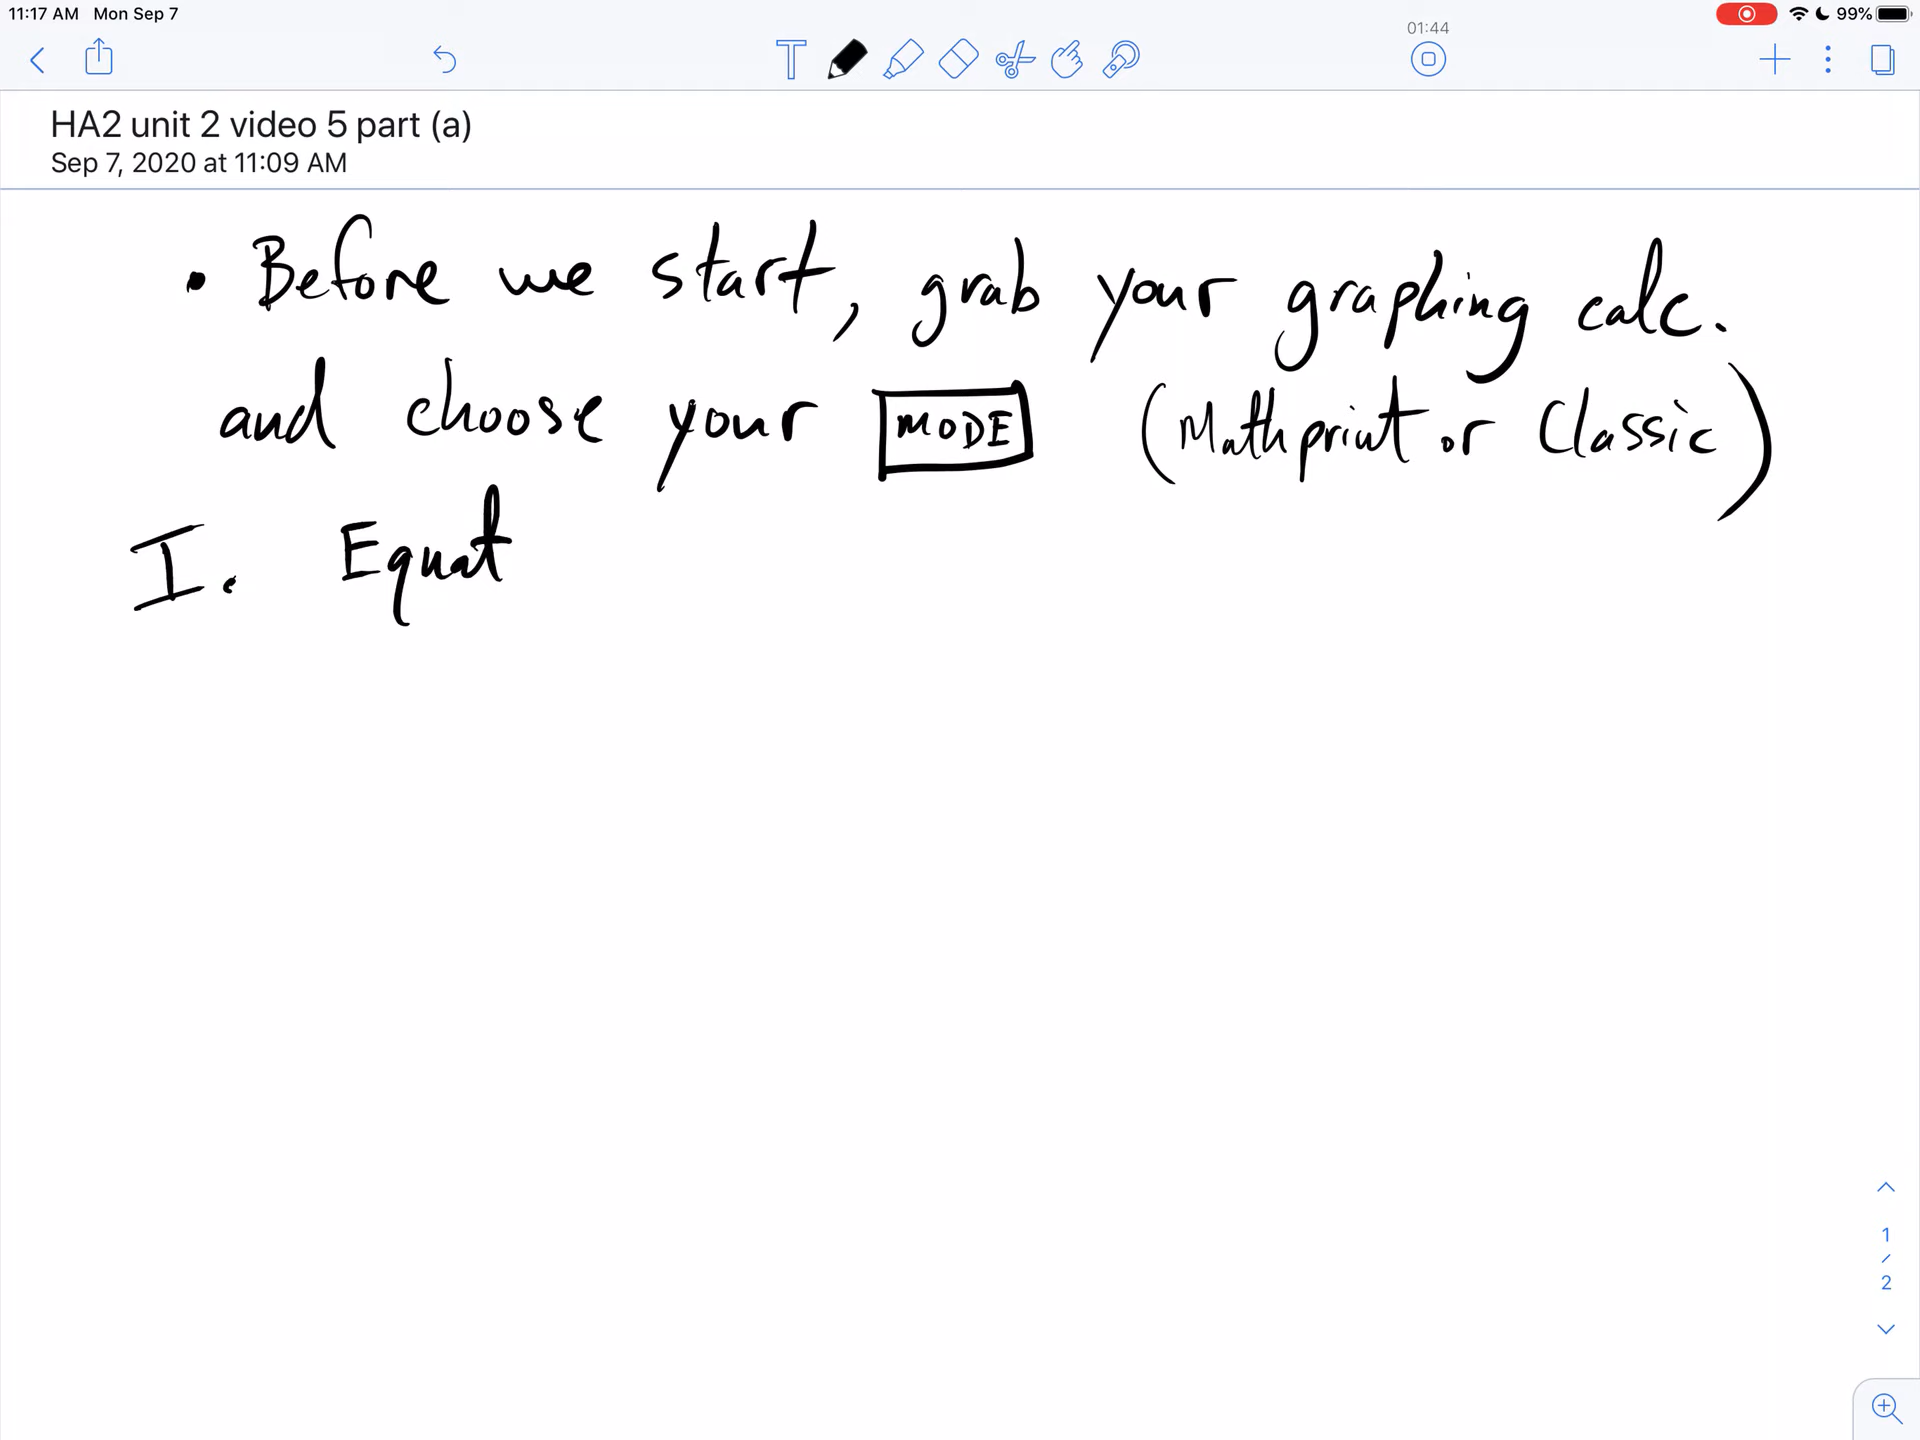 11:17 AM Mon Sep 7
99%
01:44
HA2 unit 2 video 5 part (a)
Sep 7, 2020 at 11:09 AM
• Before we start, grab your graphing calc.
and choose your MODE (Mathprint or Classic)
I. Equat
1
/
2